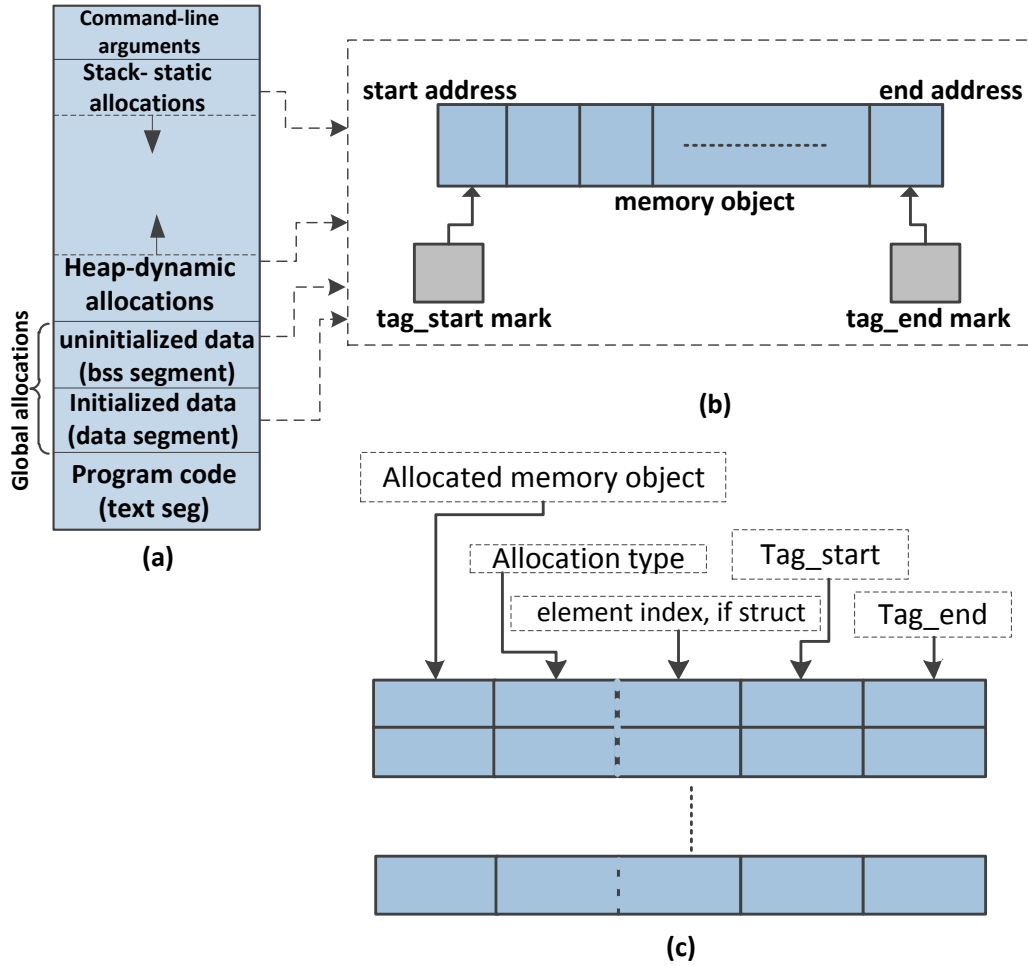 Command-line
arguments
Stack- static
allocations
Heap-dynamic
allocations
Global allocations
uninitialized data
(bss segment)
Initialized data
(data segment)
Program code
(text seg)
(a)
start address
end address
memory object
tag_start mark
tag_end mark
(b)
Allocated memory object
Allocation type
Tag_start
element index, if struct
Tag_end
(c)